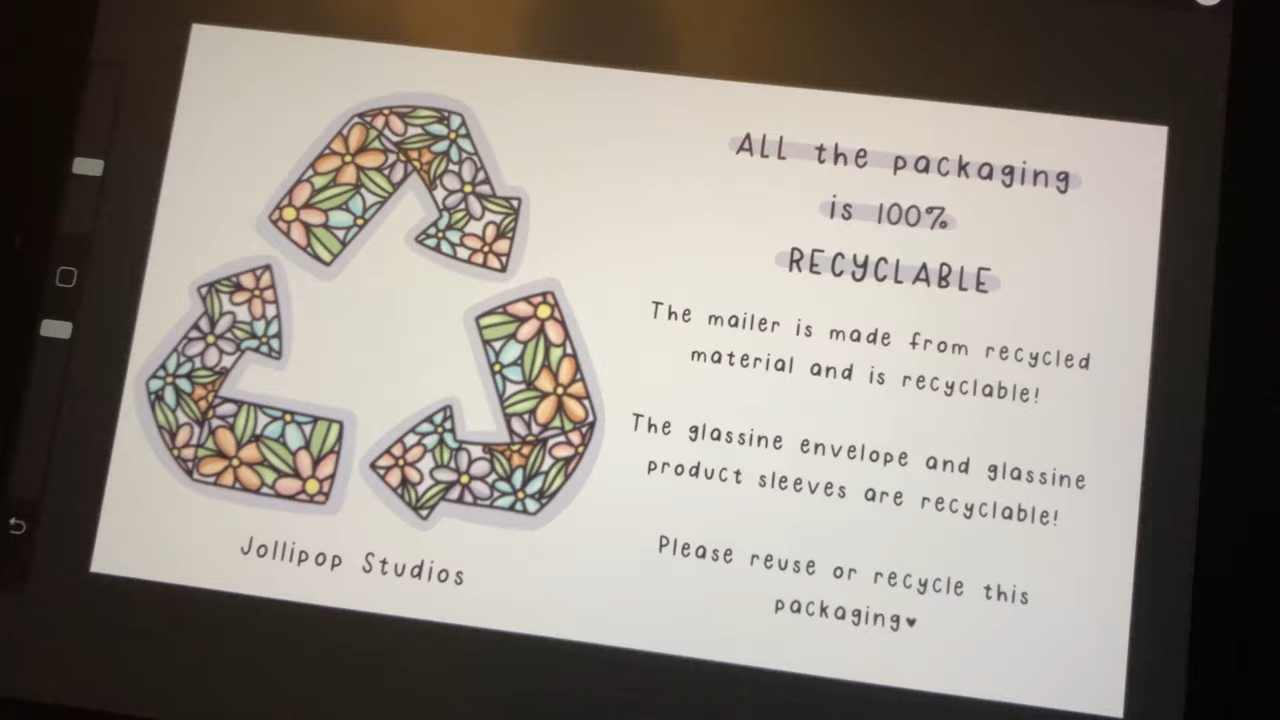 ALL the packaging
is 100%
RECYCLABLE
The mailer is made from recycled
material and is recyclable!
The glassine envelope and glassine
product sleeves are recyclable!
Please reuse or recycle this
packaging♥
Jollipop Studios